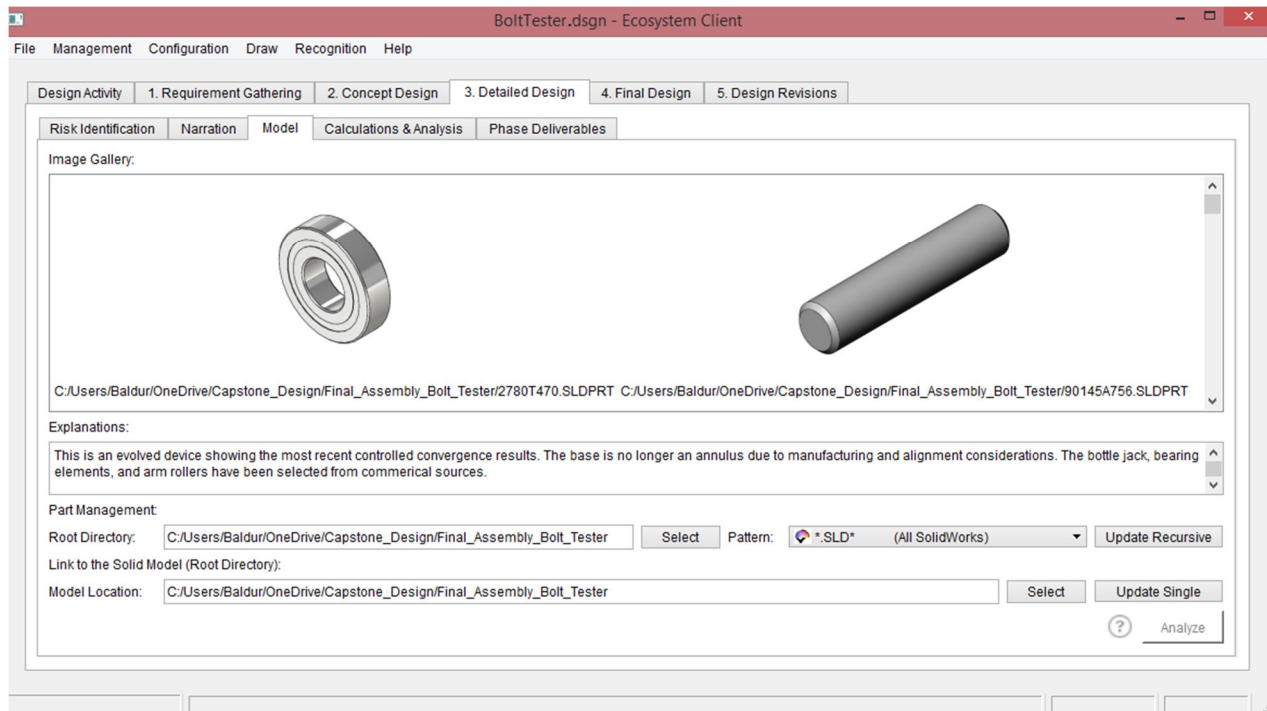 BoltTester.dsgn - Ecosystem Client
File Management Configuration Draw Recognition Help
Design Activity 1. Requirement Gathering 2. Concept Design 3. Detailed Design 4. Final Design 5. Design Revisions
Risk Identification Narration Model Calculations & Analysis Phase Deliverables
Image Gallery:
C:/Users/Baldur/OneDrive/Capstone_Design/Final_Assembly_Bolt_Tester/2780T470.SLDPRT C:/Users/Baldur/OneDrive/Capstone_Design/Final_Assembly_Bolt_Tester/90145A756.SLDPRT
Explanations:
This is an evolved device showing the most recent controlled convergence results. The base is no longer an annulus due to manufacturing and alignment considerations. The bottle jack, bearing
elements, and arm rollers have been selected from commerical sources.
Part Management:
Root Directory: C:/Users/Baldur/OneDrive/Capstone_Design/Final_Assembly_Bolt_Tester Select Pattern: *.SLD* (All SolidWorks) Update Recursive
Link to the Solid Model (Root Directory):
Model Location: C:/Users/Baldur/OneDrive/Capstone_Design/Final_Assembly_Bolt_Tester Select Update Single
? Analyze